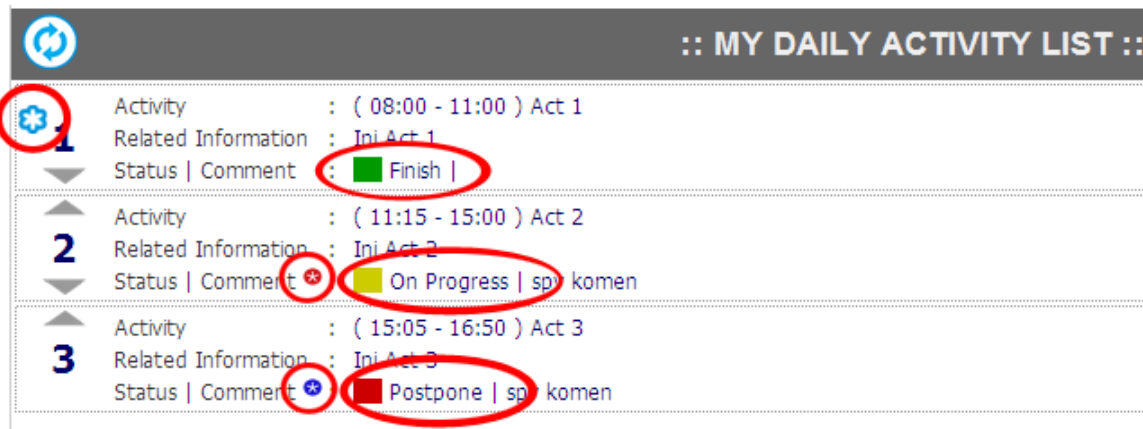 :: MY DAILY ACTIVITY LIST ::
1
Activity : ( 08:00 - 11:00 ) Act 1
Related Information : Ini Act 1
Status | Comment : Finish |
2
Activity : ( 11:15 - 15:00 ) Act 2
Related Information : Ini Act 2
Status | Comment : On Progress | spy komen
3
Activity : ( 15:05 - 16:50 ) Act 3
Related Information : Ini Act 3
Status | Comment : Postpone | spy komen